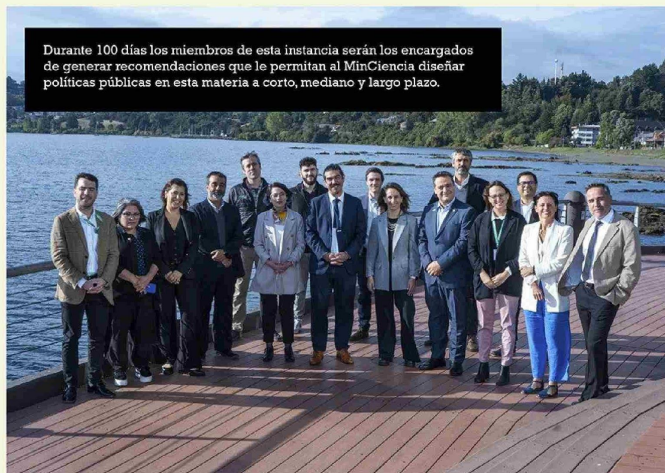 Durante 100 días los miembros de esta instancia serán los encargados
de generar recomendaciones que le permitan al MinCiencia diseñar
políticas públicas en esta materia a corto, mediano y largo plazo.